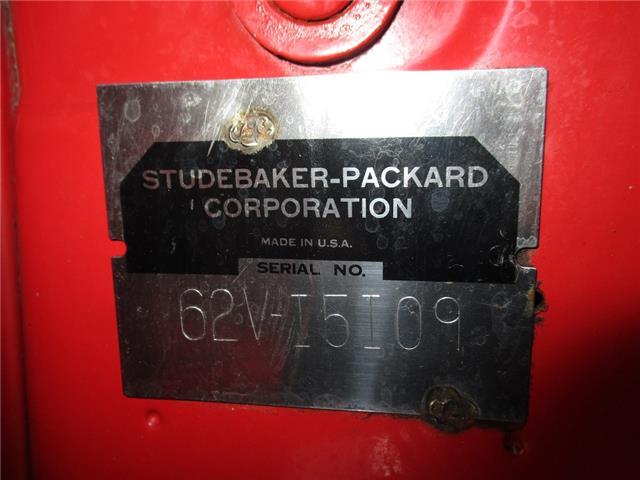 STUDEBAKER-PACKARD
CORPORATION
MADE IN U.S.A.
SERIAL NO.
62V-15109